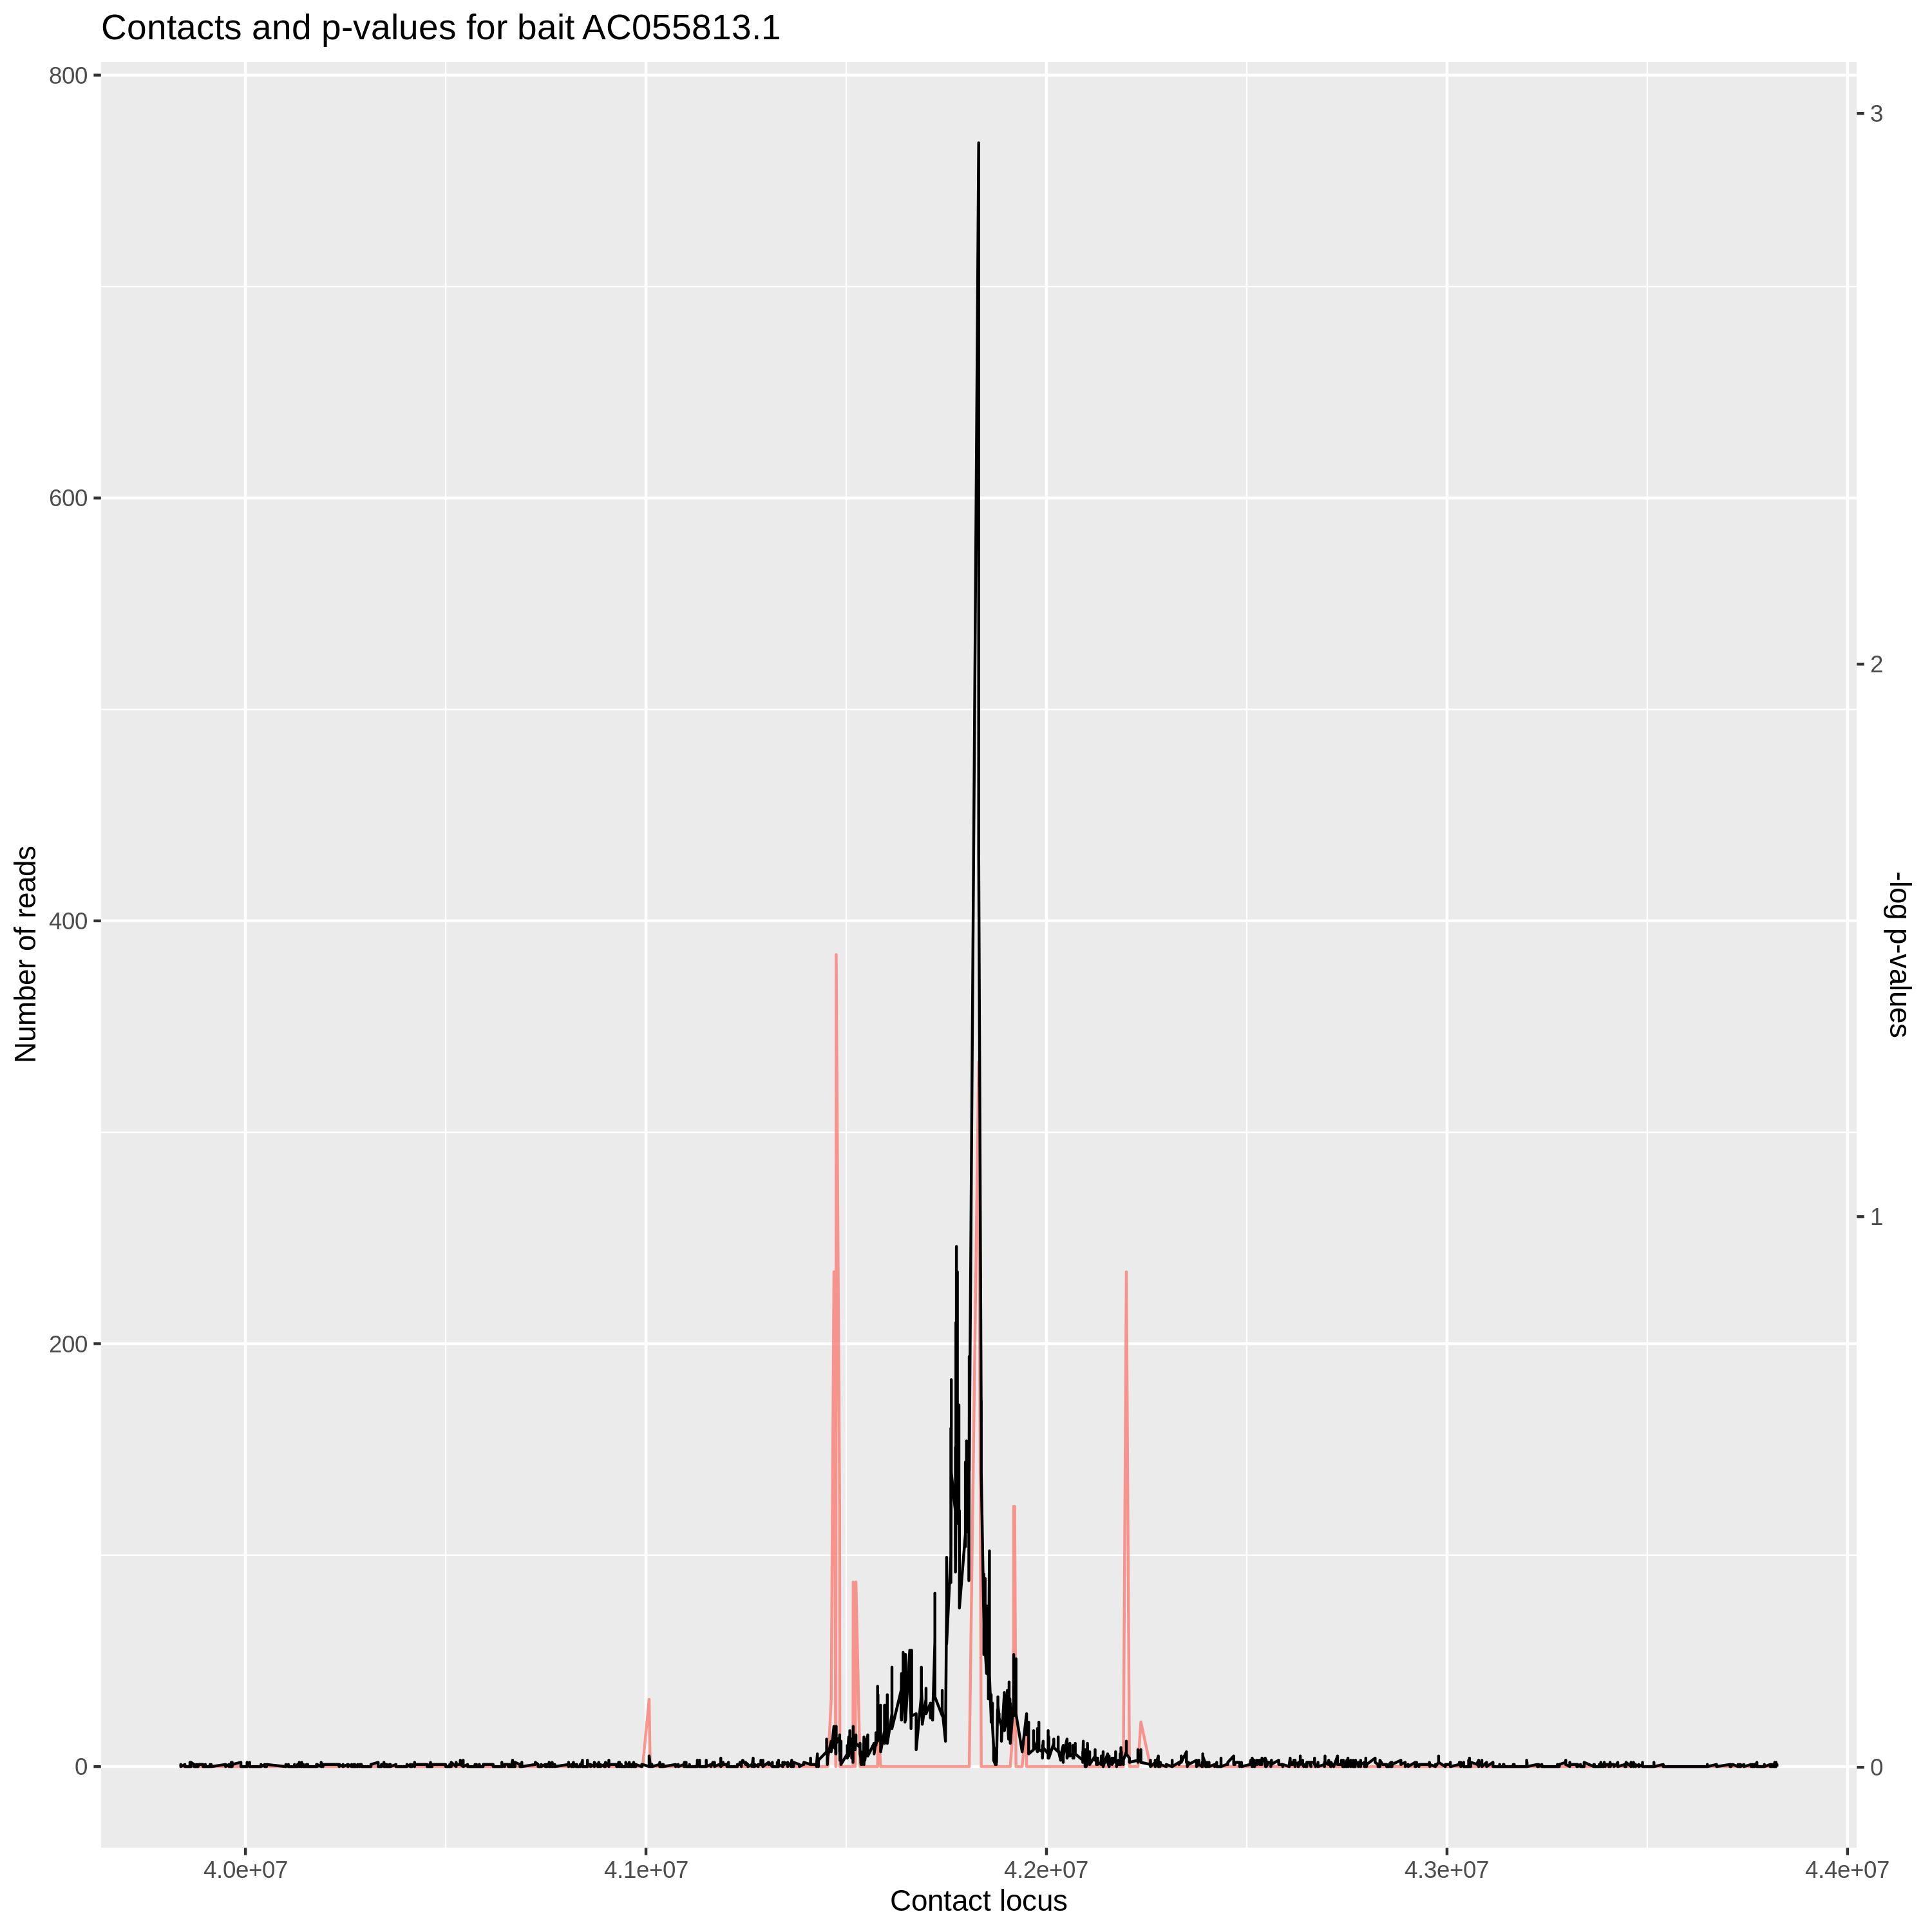 Contacts and p-values for bait AC055813.1
800
600
400
200
0
Number of reads
3
2
1
0
-log p-values
4.0e+07
4.1e+07
4.2e+07
4.3e+07
4.4e+07
Contact locus